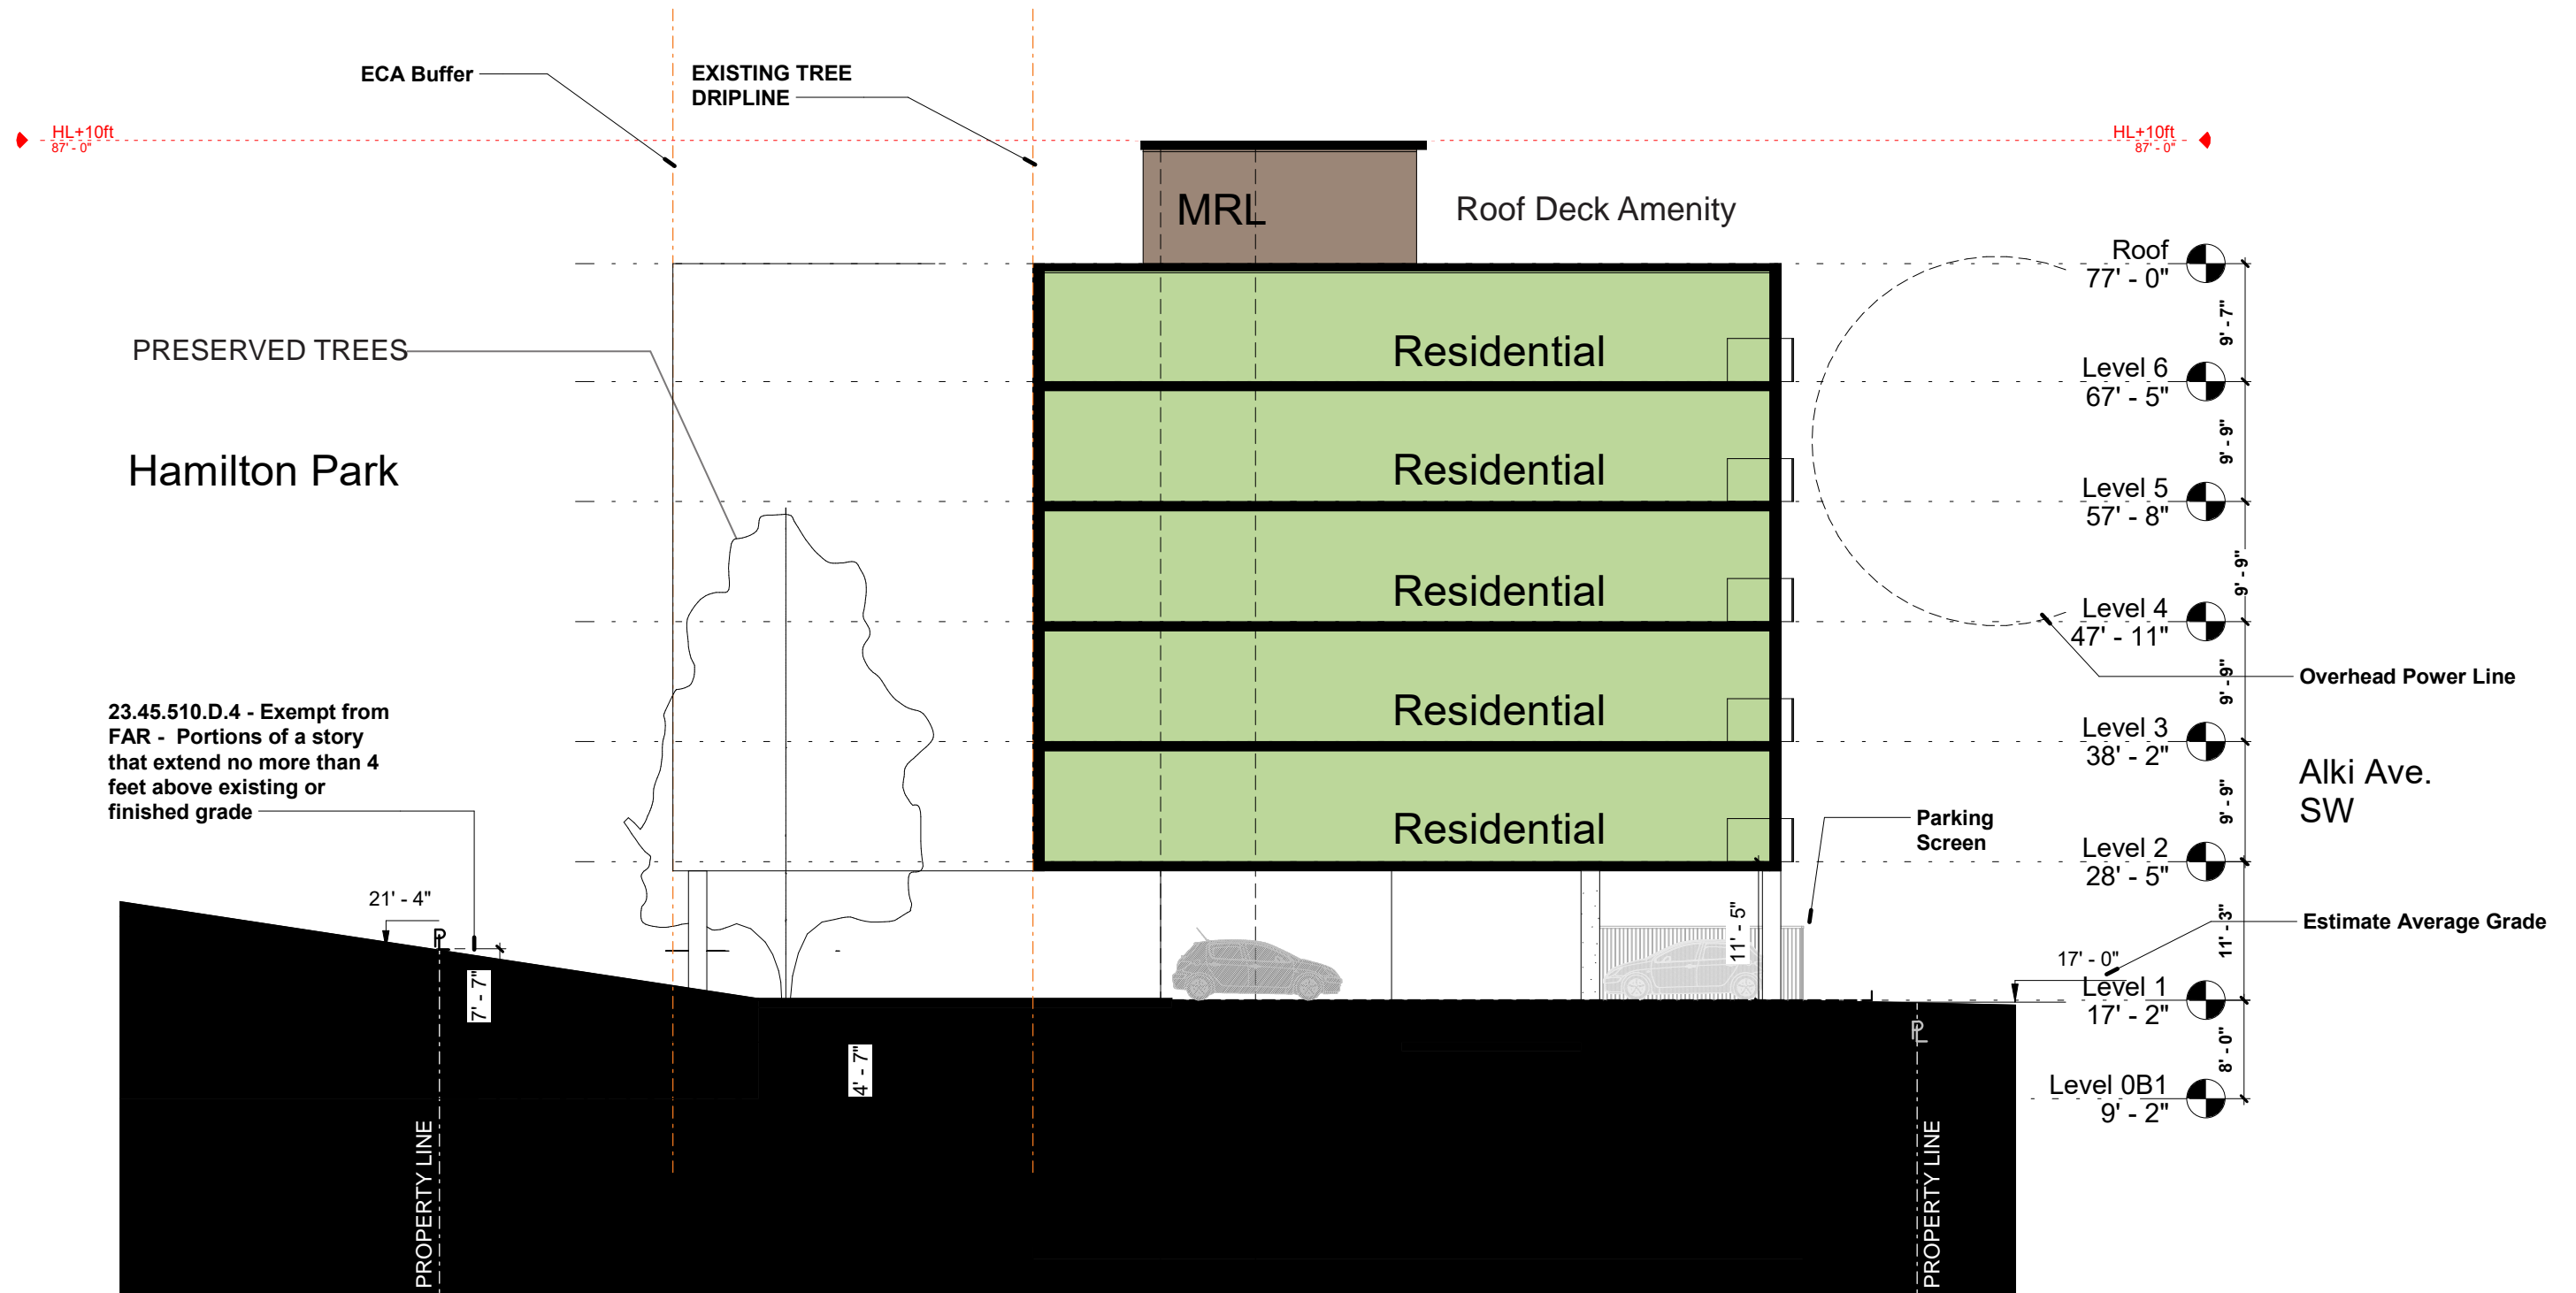 ECA Buffer
EXISTING TREE
DRIPLINE
HL+10ft
87' - 0"
HL+10ft
87' - 0"
MRL
Roof Deck Amenity
Roof
77' - 0"
9' - 7"
PRESERVED TREES
Residential
Level 6
67' - 5"
9' - 9"
Hamilton Park
Residential
Level 5
57' - 8"
9' - 9"
Residential
Level 4
47' - 11"
9' - 9"
Overhead Power Line
23.45.510.D.4 - Exempt from
FAR - Portions of a story
that extend no more than 4
feet above existing or
finished grade
Residential
Level 3
38' - 2"
9' - 9"
Alki Ave.
SW
Residential
Parking
Screen
Level 2
28' - 5"
11' - 3"
21' - 4"
PL
7' - 7"
11' - 5"
Estimate Average Grade
17' - 0"
Level 1
17' - 2"
PL
8' - 0"
4' - 7"
Level 0B1
9' - 2"
PROPERTY LINE
PROPERTY LINE